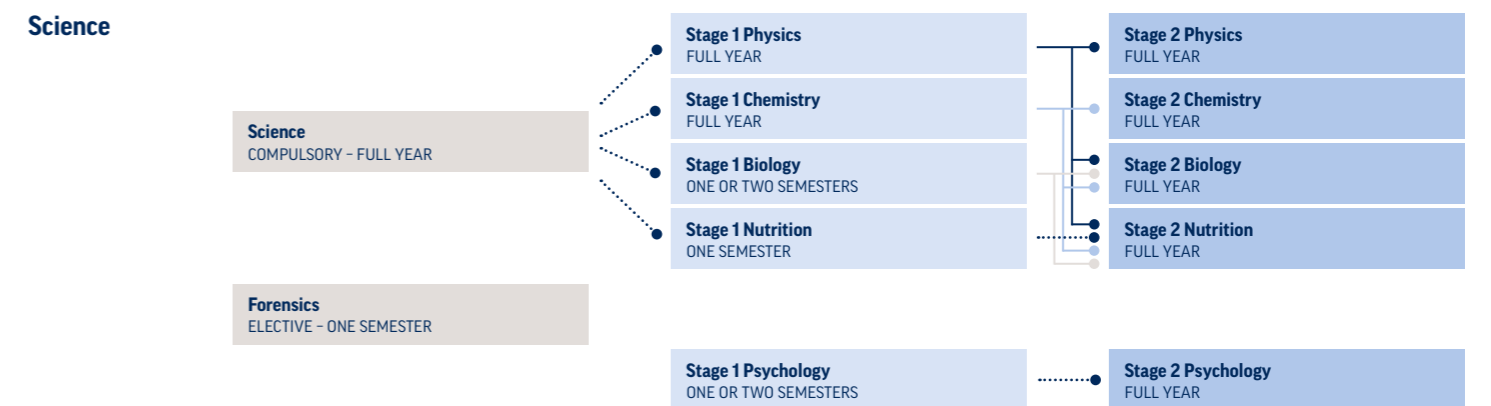 Science
Stage 1 Physics
FULL YEAR
Stage 2 Physics
FULL YEAR
Stage 1 Chemistry
FULL YEAR
Stage 2 Chemistry
FULL YEAR
Science
COMPULSORY – FULL YEAR
Stage 1 Biology
ONE OR TWO SEMESTERS
Stage 2 Biology
FULL YEAR
Stage 1 Nutrition
ONE SEMESTER
Stage 2 Nutrition
FULL YEAR
Forensics
ELECTIVE – ONE SEMESTER
Stage 1 Psychology
ONE OR TWO SEMESTERS
Stage 2 Psychology
FULL YEAR